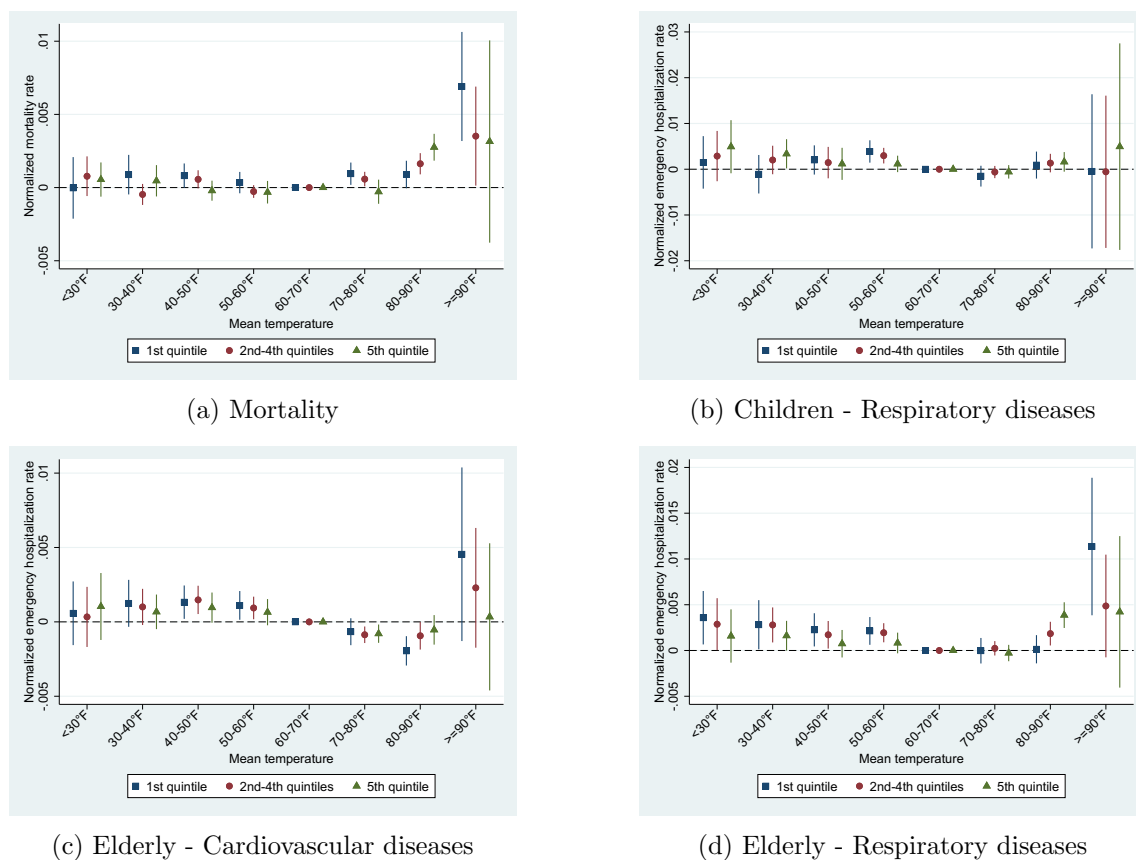 Normalized mortality rate
.01
.005
0
-.005
<30°F
30-40°F
40-50°F
50-60°F
60-70°F
70-80°F
80-90°F
>=90°F
Mean temperature
1st quintile 2nd-4th quintiles 5th quintile
(a) Mortality
Normalized emergency hospitalization rate
.03
.02
.01
0
-.01
-.02
<30°F
30-40°F
40-50°F
50-60°F
60-70°F
70-80°F
80-90°F
>=90°F
Mean temperature
1st quintile 2nd-4th quintiles 5th quintile
(b) Children - Respiratory diseases
Normalized emergency hospitalization rate
.01
.005
0
-.005
<30°F
30-40°F
40-50°F
50-60°F
60-70°F
70-80°F
80-90°F
>=90°F
Mean temperature
1st quintile 2nd-4th quintiles 5th quintile
(c) Elderly - Cardiovascular diseases
Normalized emergency hospitalization rate
.02
.015
.01
.005
0
-.005
<30°F
30-40°F
40-50°F
50-60°F
60-70°F
70-80°F
80-90°F
>=90°F
Mean temperature
1st quintile 2nd-4th quintiles 5th quintile
(d) Elderly - Respiratory diseases